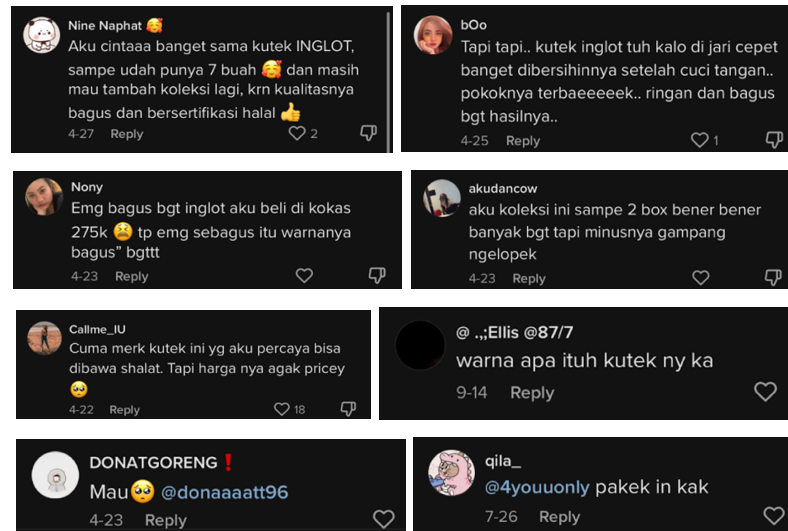 Nine Naphat 🥰
Aku cintaaa banget sama kutek INGLOT,
sampe udah punya 7 buah 🥰 dan masih
mau tambah koleksi lagi, krn kualitasnya
bagus dan bersertifikasi halal 👍
4-27 Reply 2
bOo
Tapi tapi.. kutek inglot tuh kalo di jari cepet
banget dibersihinnya setelah cuci tangan..
pokoknya terbaeeeeek.. ringan dan bagus
bgt hasilnya..
4-25 Reply 1
Nony
Emg bagus bgt inglot aku beli di kokas
275k 😫 tp emg sebagus itu warnanya
bagus” bgttt
4-23 Reply
akudancow
aku koleksi ini sampe 2 box bener bener
banyak bgt tapi minusnya gampang
ngelopek
4-23 Reply
Callme_IU
Cuma merk kutek ini yg aku percaya bisa
dibawa shalat. Tapi harga nya agak pricey
🥺
4-22 Reply 18
@ .,;Ellis @87/7
warna apa ituh kutek ny ka
9-14 Reply
DONATGORENG❗
Mau🥺 @donaaaatt96
4-23 Reply
qila_
@4youuonly pakek in kak
7-26 Reply